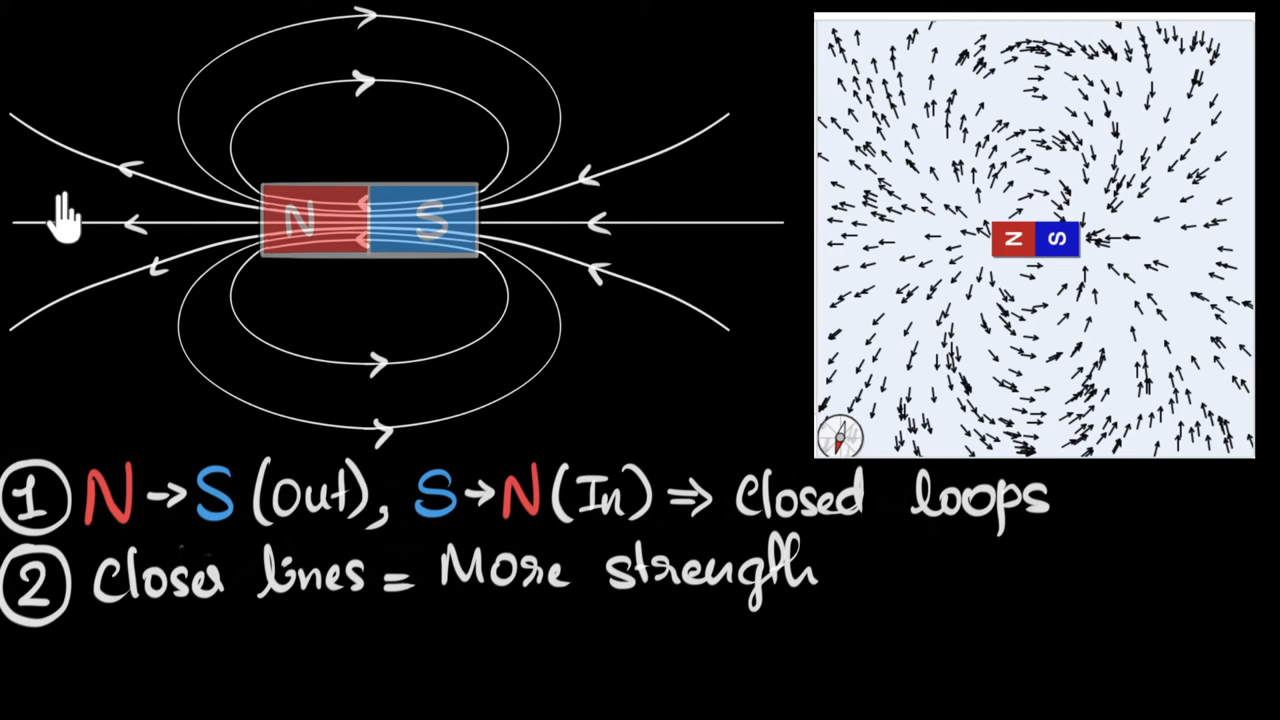 N S
N S
① N → S (Out), S → N (In) ⇒ Closed loops
② Closer lines = More strength